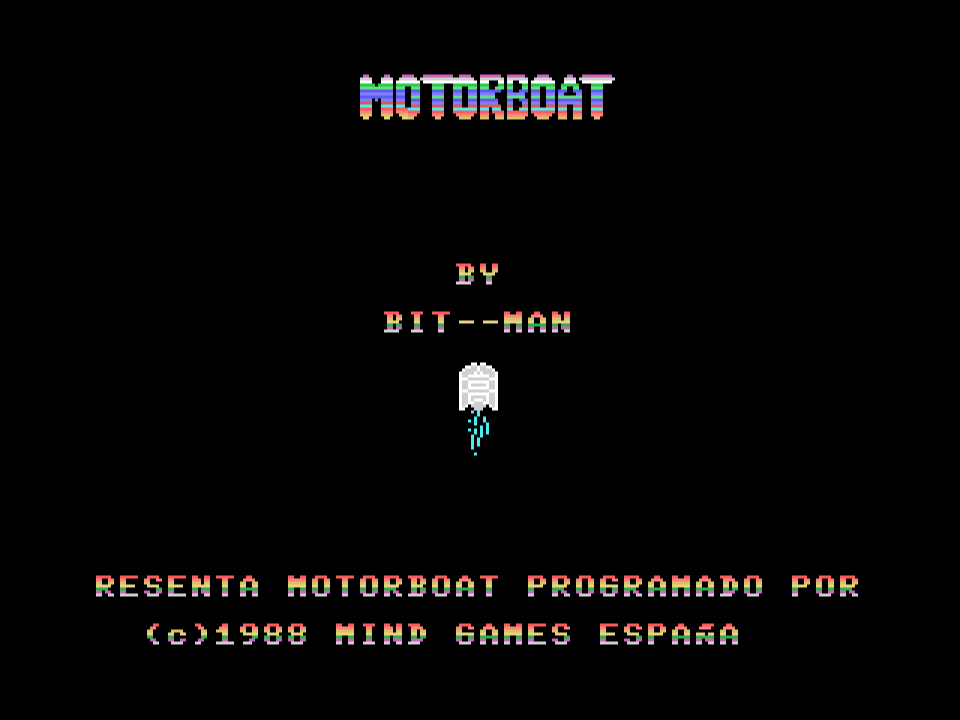 MOTORBOAT
BY
BIT--MAN
RESENTA MOTORBOAT PROGRAMADO POR
(c)1988 MIND GAMES ESPAÑA